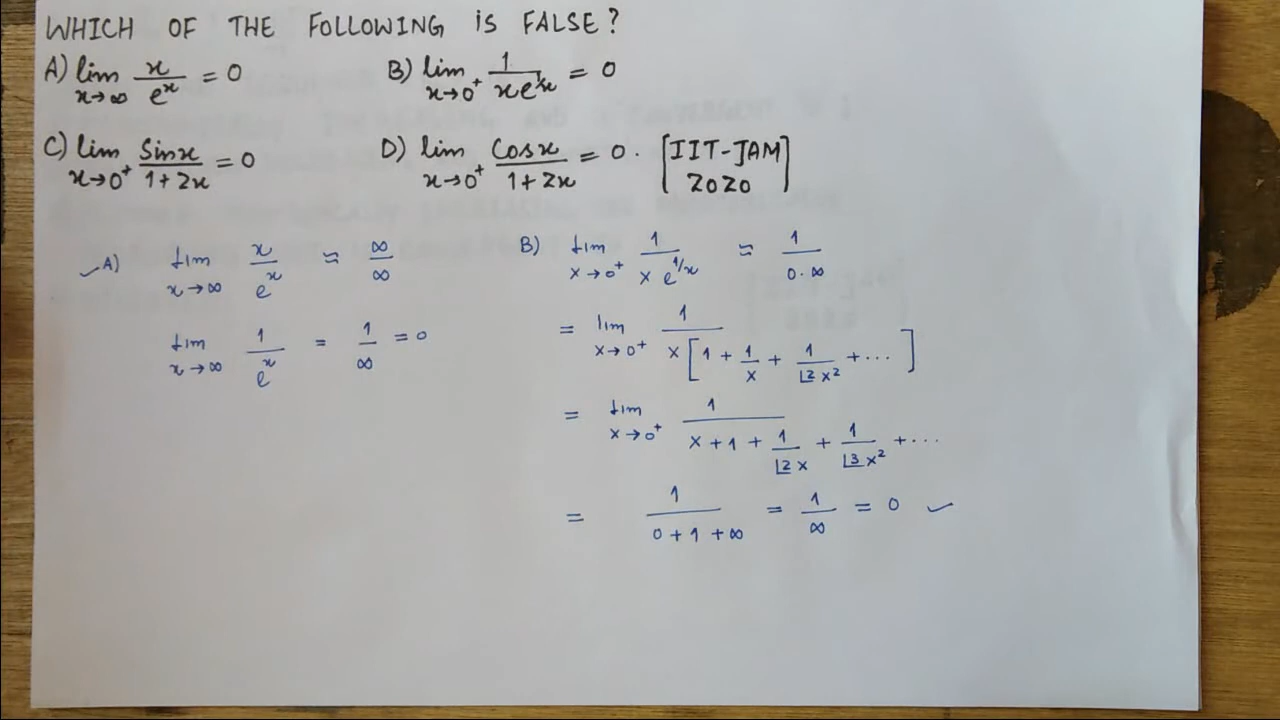 WHICH OF THE FOLLOWING IS FALSE?
A) lim x→∞ x/e^x = 0 B) lim x→0⁺ 1/(x e^(1/x)) = 0
C) lim x→0⁺ Sinx/(1+2x) = 0 D) lim x→0⁺ Cosx/(1+2x) = 0. [IIT-JAM 2020]
✓A) lim x→∞ x/e^x ≈ ∞/∞ B) lim x→0⁺ 1/(x e^(1/x)) ≈ 1/(0.∞)
lim x→∞ 1/e^x = 1/∞ = 0 = lim x→0⁺ 1/(x[1 + 1/x + 1/(⌊2 x²) + ...])
= lim x→0⁺ 1/(x + 1 + 1/(⌊2 x) + 1/(⌊3 x²) + ...)
= 1/(0+1+∞) = 1/∞ = 0 ✓